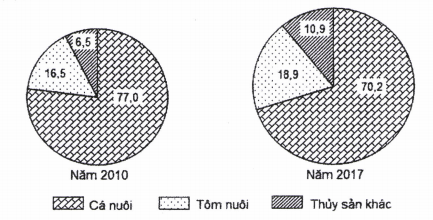 6,5
16,5
77,0
Năm 2010
10,9
18,9
70,2
Năm 2017
Cá nuôi Tôm nuôi Thủy sản khác